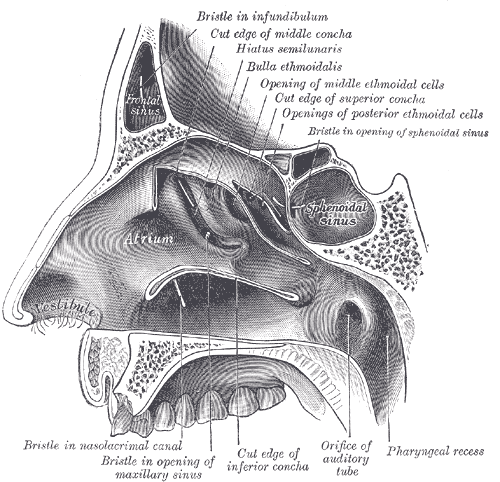 Bristle in infundibulum
Cut edge of middle concha
Hiatus semilunaris
Bulla ethmoidalis
Opening of middle ethmoidal cells
Cut edge of superior concha
Openings of posterior ethmoidal cells
Bristle in opening of sphenoidal sinus
Frontal
sinus
Sphenoidal
sinus
Atrium
Vestibule
Bristle in nasolacrimal canal
Bristle in opening of
maxillary sinus
Cut edge of
inferior concha
Orifice of
auditory
tube
Pharyngeal recess